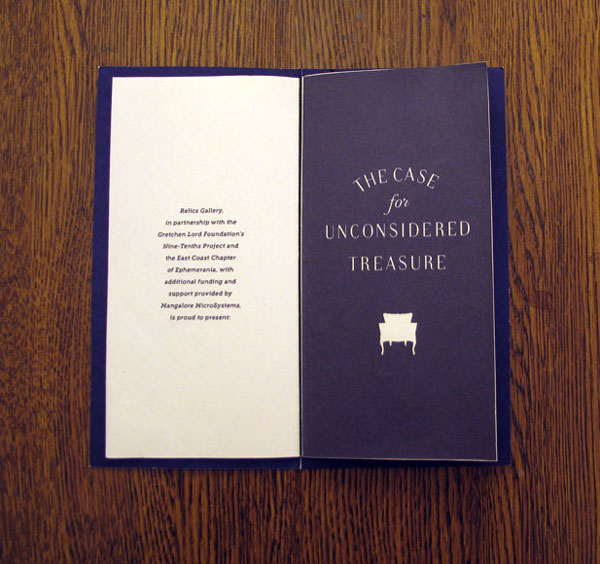 Relics Gallery,
in partnership with the
Gretchen Lord Foundation's
Nine-Tenths Project and
the East Coast Chapter
of Ephemerania, with
additional funding and
support provided by
Mangalore MicroSystems,
is proud to present:
THE CASE
for
UNCONSIDERED
TREASURE